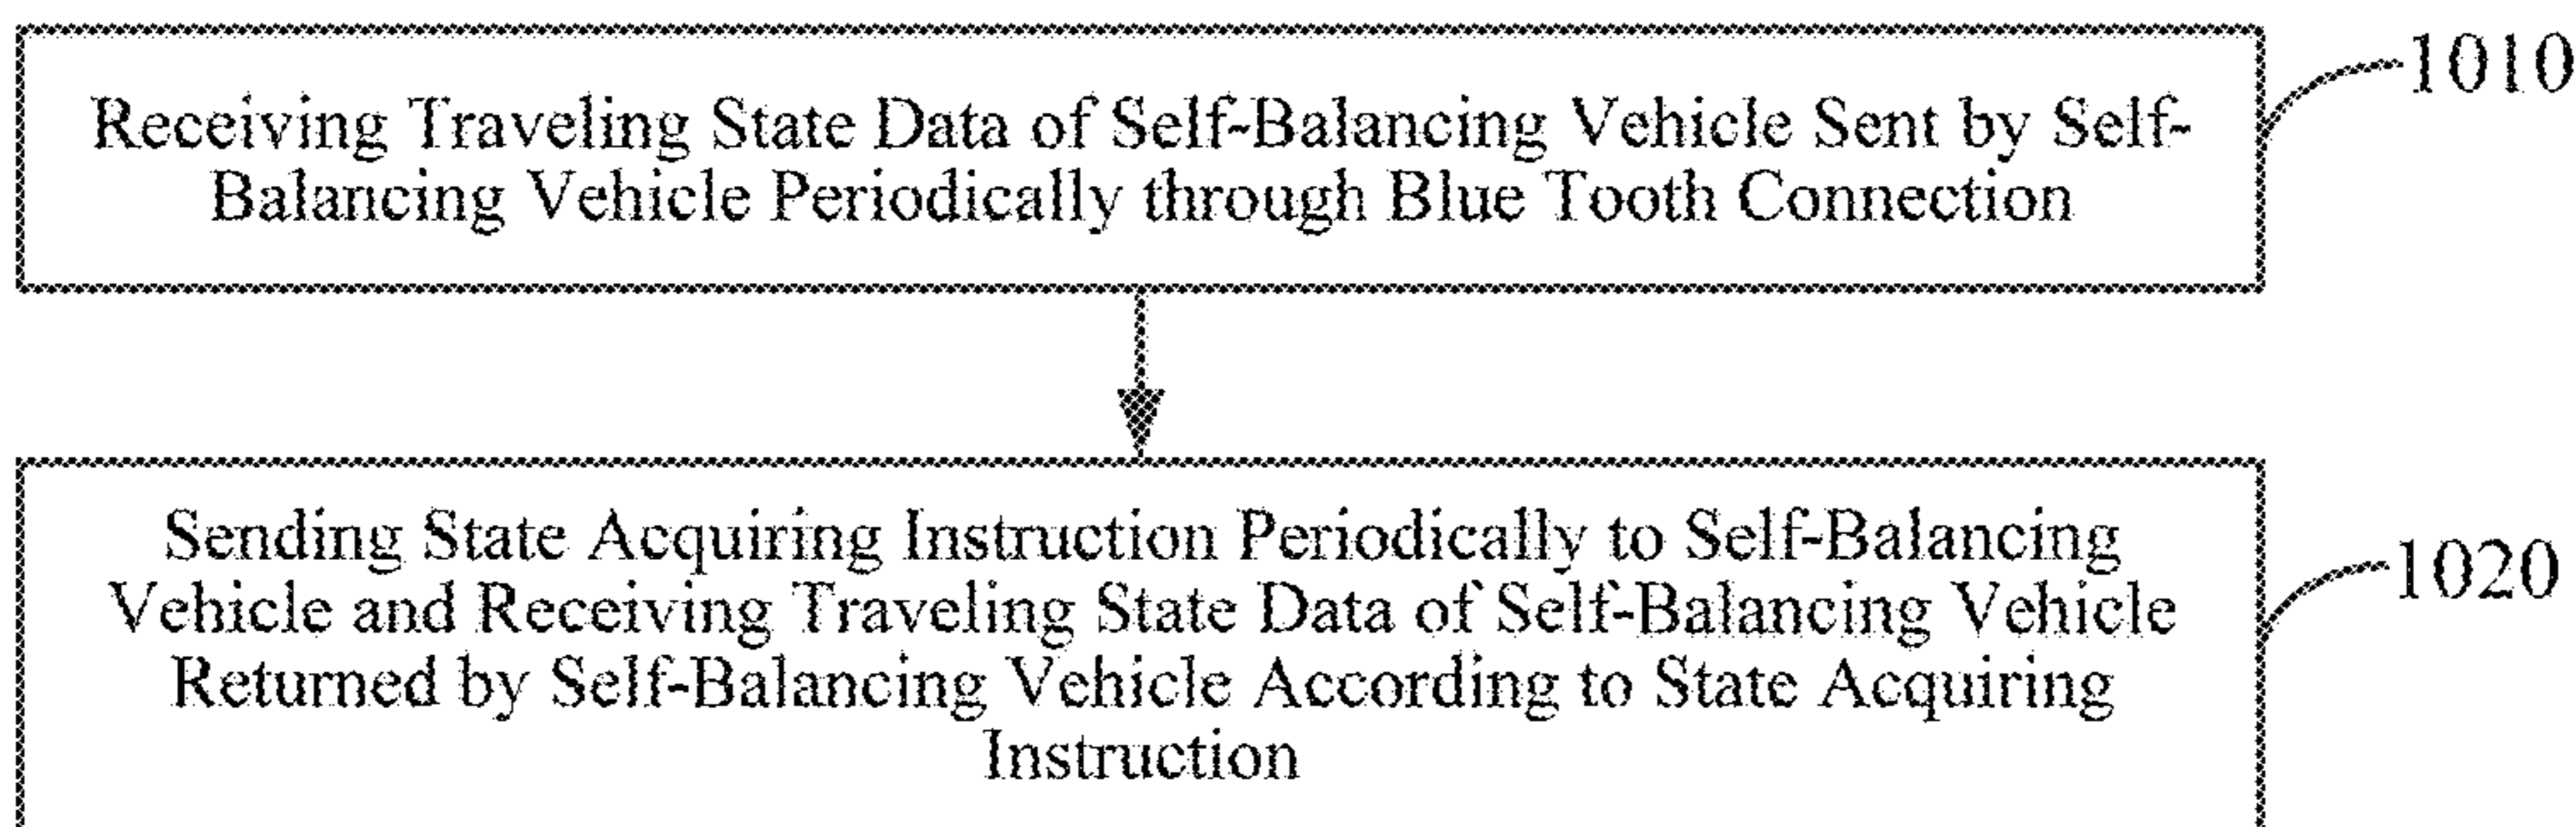 Receiving Traveling State Data of Self-Balancing Vehicle Sent by Self-
Balancing Vehicle Periodically through Blue Tooth Connection
1010
Sending State Acquiring Instruction Periodically to Self-Balancing
Vehicle and Receiving Traveling State Data of Self-Balancing Vehicle
Returned by Self-Balancing Vehicle According to State Acquiring
Instruction
1020